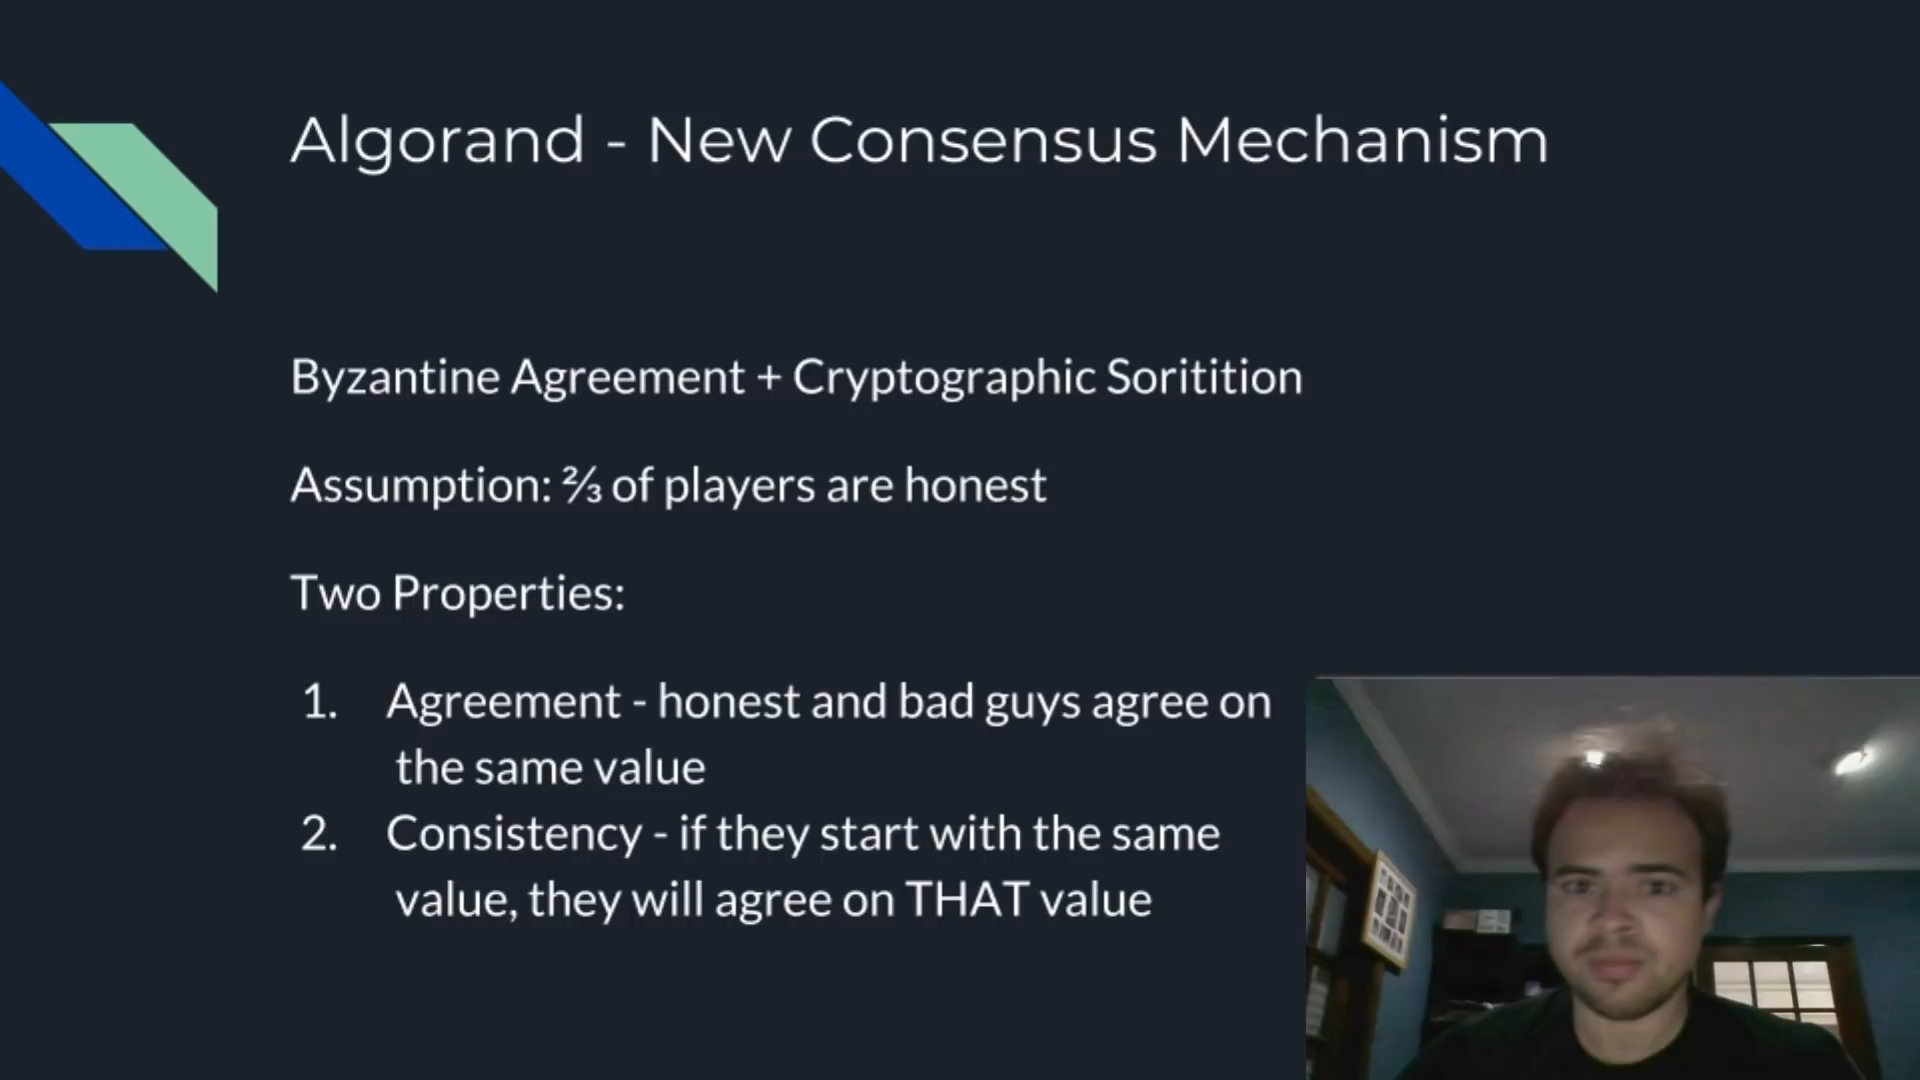 Algorand - New Consensus Mechanism
Byzantine Agreement + Cryptographic Soritition
Assumption: ⅔ of players are honest
Two Properties:
1. Agreement - honest and bad guys agree on
the same value
2. Consistency - if they start with the same
value, they will agree on THAT value